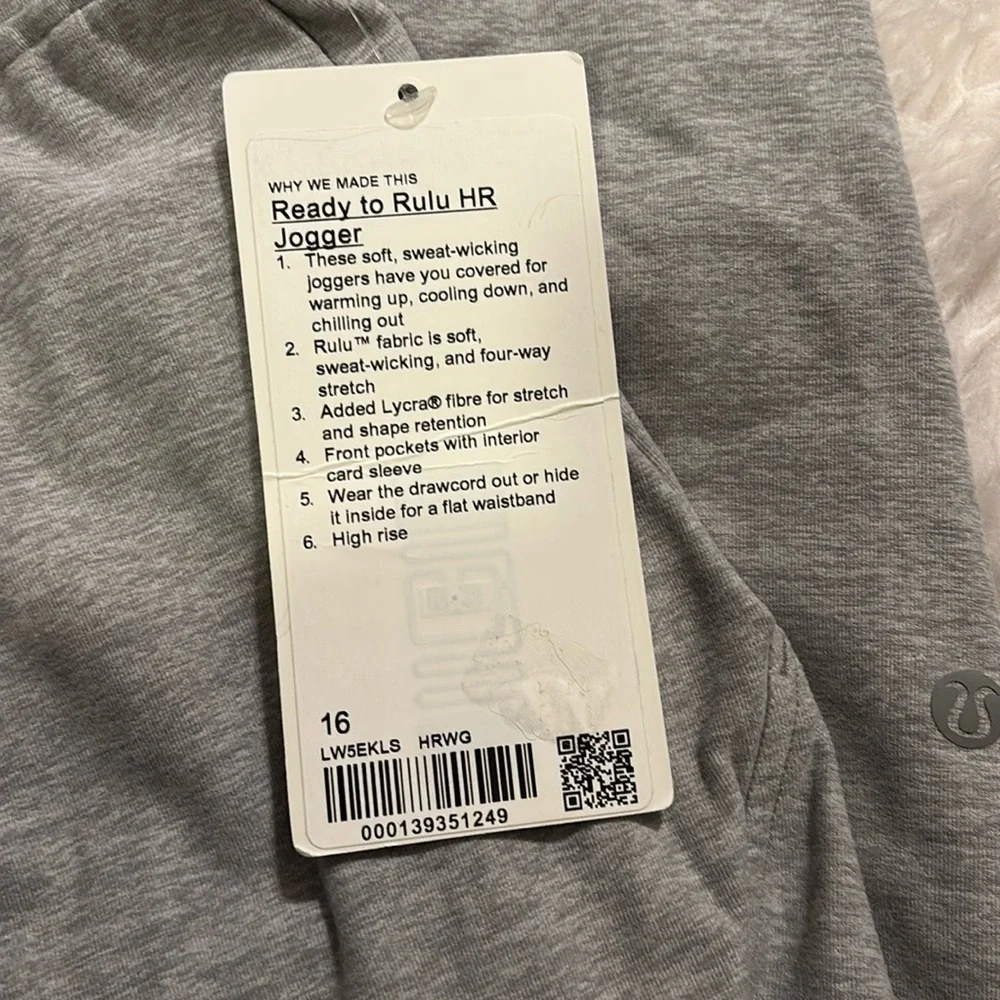 WHY WE MADE THIS
Ready to Rulu HR
Jogger
1. These soft, sweat-wicking
joggers have you covered for
warming up, cooling down, and
chilling out
2. Rulu™ fabric is soft,
sweat-wicking, and four-way
stretch
3. Added Lycra® fibre for stretch
and shape retention
4. Front pockets with interior
card sleeve
5. Wear the drawcord out or hide
it inside for a flat waistband
6. High rise
16
LW5EKLS HRWG
000139351249